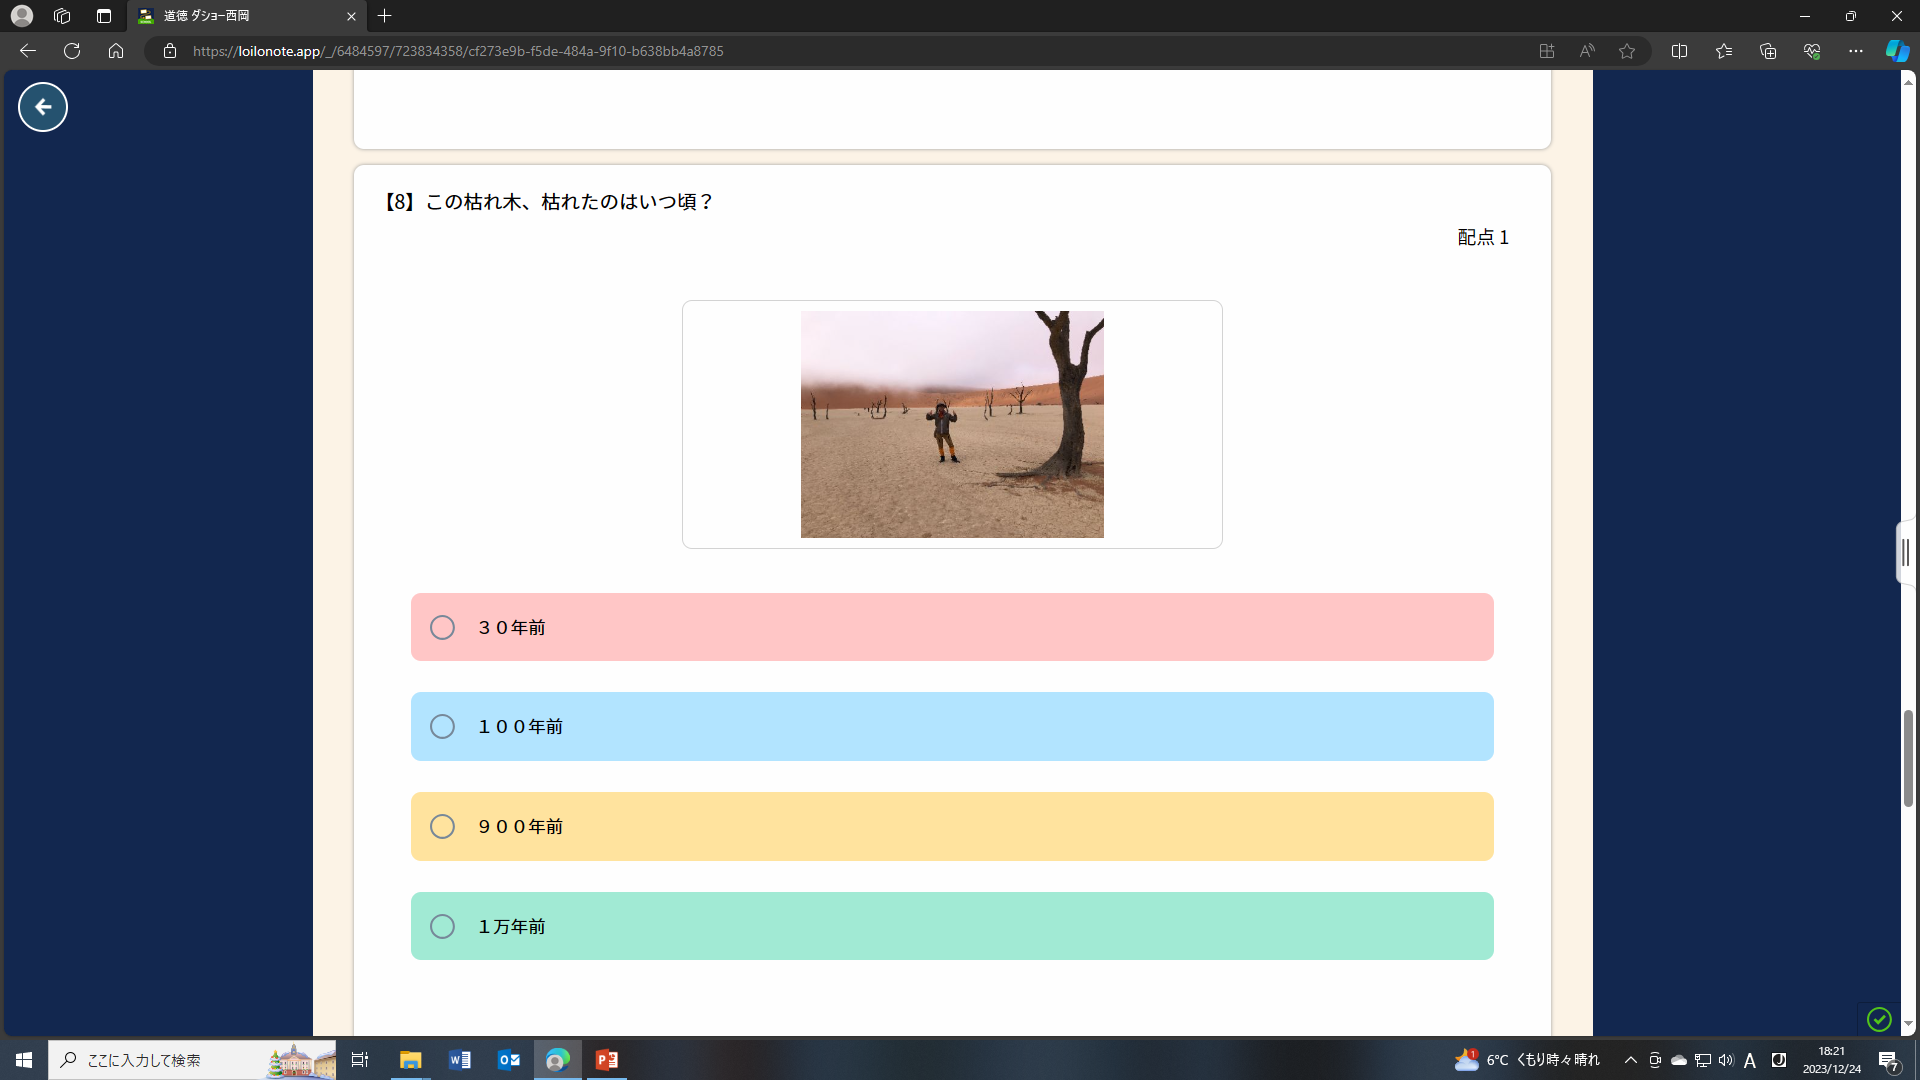 道徳 ダショー西岡
https://loilonote.app/_/6484597/723834358/cf273e9b-f5de-484a-9f10-b638bb4a8785
【8】この枯れ木、枯れたのはいつ頃？
配点 1
３０年前
１００年前
９００年前
１万年前
ここに入力して検索
6°C くもり時々晴れ
A
18:21
2023/12/24
7